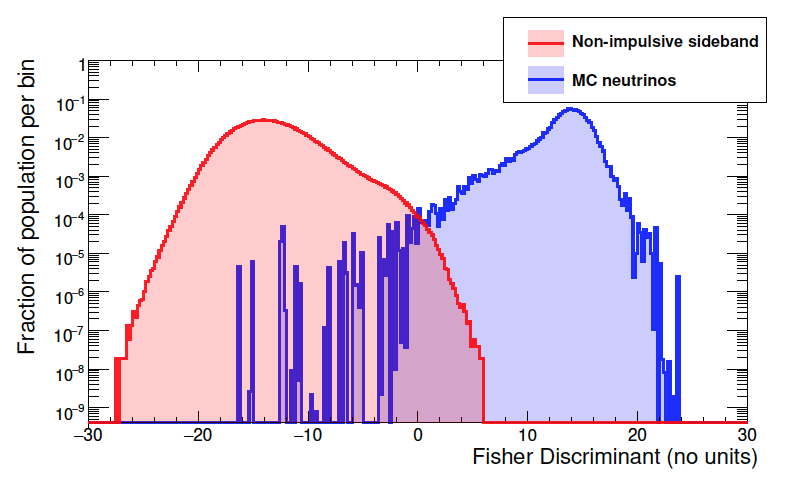 Non-impulsive sideband
MC neutrinos
Fraction of population per bin
1
10⁻¹
10⁻²
10⁻³
10⁻⁴
10⁻⁵
10⁻⁶
10⁻⁷
10⁻⁸
10⁻⁹
−30 −20 −10 0 10 20 30
Fisher Discriminant (no units)